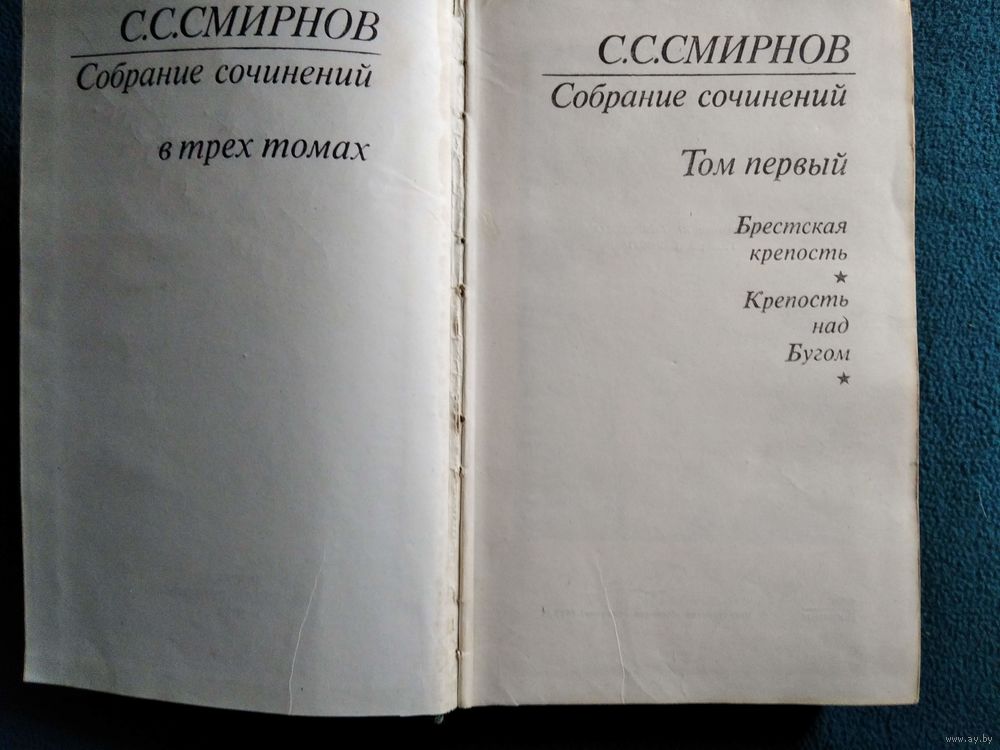 С.С.СМИРНОВ
Собрание сочинений
в трех томах
С.С.СМИРНОВ
Собрание сочинений
Том первый
Брестская
крепость
★
Крепость
над
Бугом
★
www.ay.by